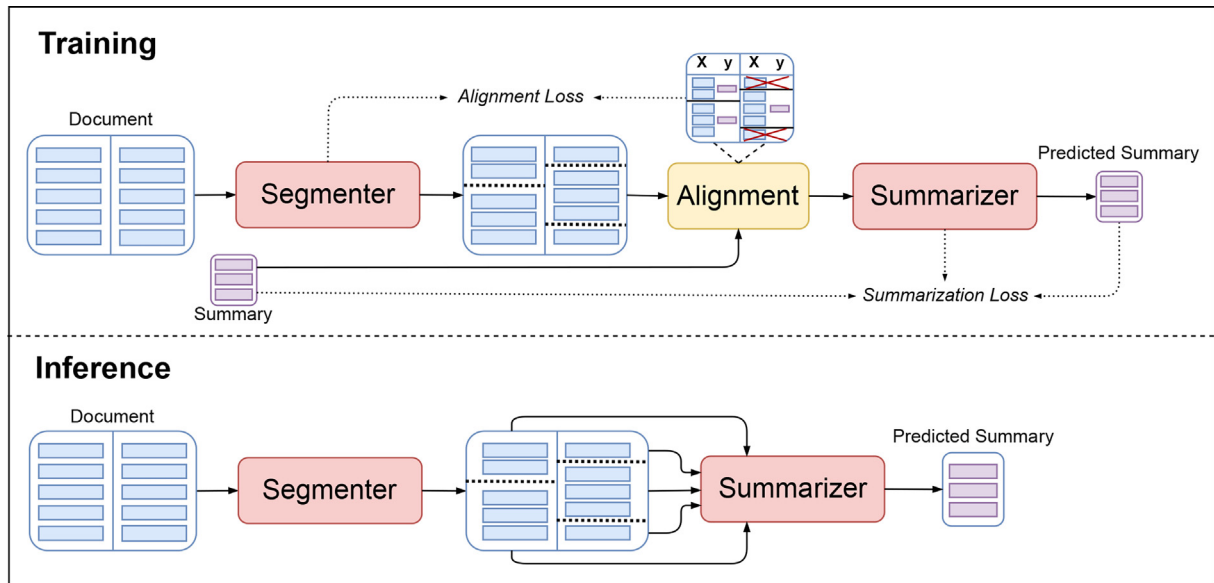 Training
X y X y
Alignment Loss
Document
Predicted Summary
Segmenter
Alignment
Summarizer
Summary
Summarization Loss
Inference
Document
Predicted Summary
Segmenter
Summarizer